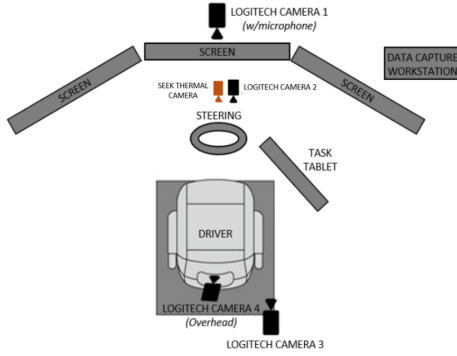 LOGITECH CAMERA 1
(w/microphone)
SCREEN
SCREEN
SCREEN
DATA CAPTURE
WORKSTATION
SEEK THERMAL
CAMERA
LOGITECH CAMERA 2
STEERING
TASK
TABLET
DRIVER
LOGITECH CAMERA 4
(Overhead)
LOGITECH CAMERA 3